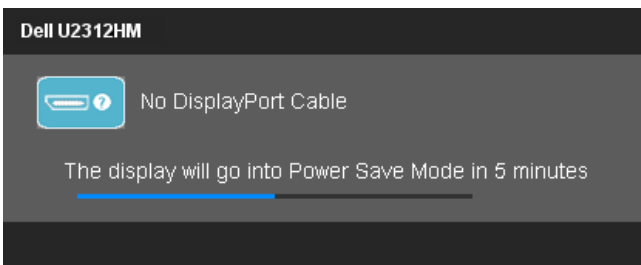 Dell U2312HM
No DisplayPort Cable
The display will go into Power Save Mode in 5 minutes